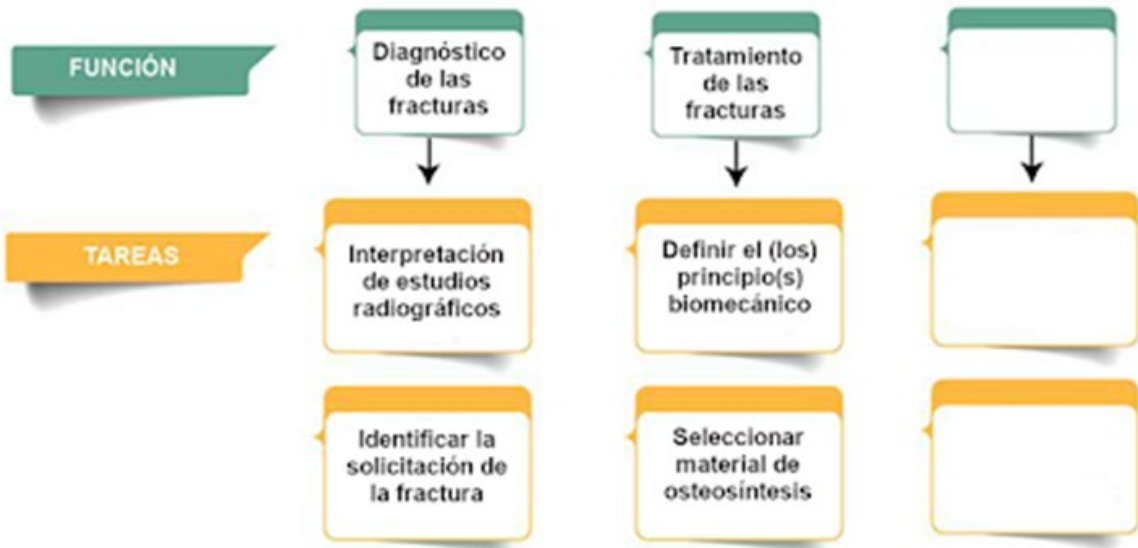 FUNCIÓN
Diagnóstico
de las
fracturas
Tratamiento
de las
fracturas
TAREAS
Interpretación
de estudios
radiográficos
Definir el (los)
principio(s)
biomecánico
Identificar la
solicitación de
la fractura
Seleccionar
material de
osteosíntesis